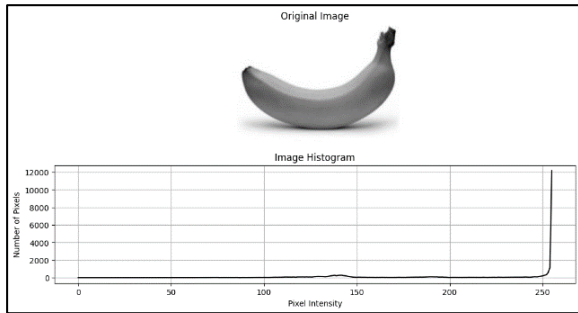 Original Image
Image Histogram
Number of Pixels
12000
10000
8000
6000
4000
2000
0
0 50 100 150 200 250
Pixel Intensity